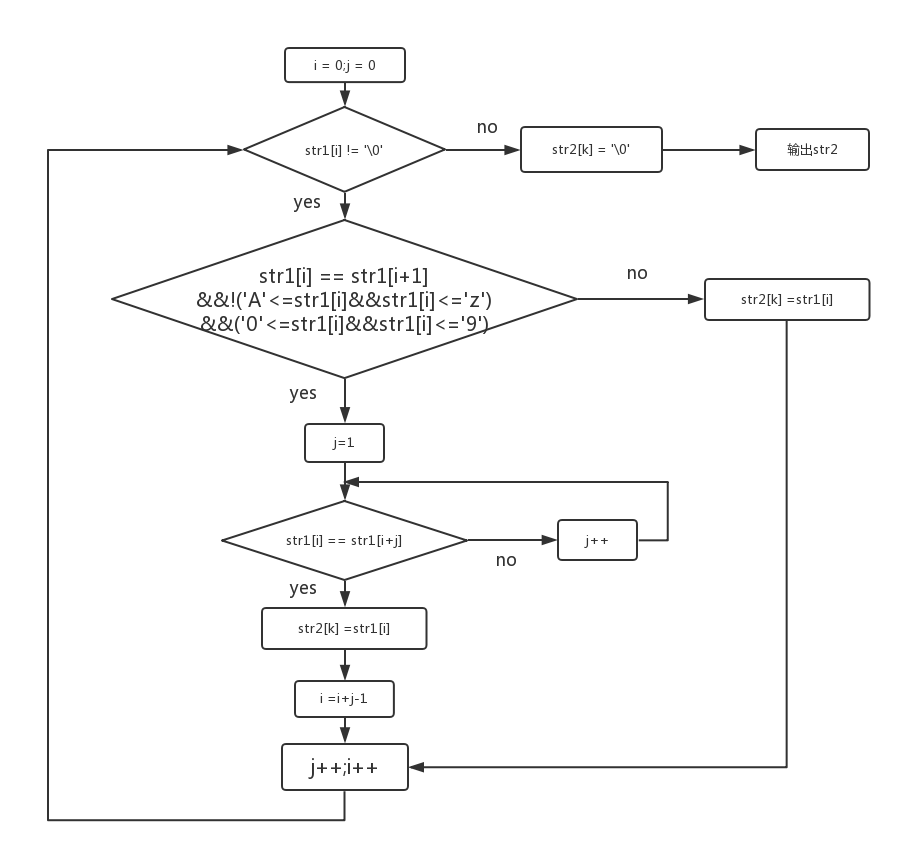 i = 0;j = 0
str1[i] != '\0'
no
str2[k] = '\0'
输出str2
yes
str1[i] == str1[i+1]
&&!('A'<=str1[i]&&str1[i]<='z')
&&('0'<=str1[i]&&str1[i]<='9')
no
str2[k] =str1[i]
yes
j=1
str1[i] == str1[i+j]
no
j++
yes
str2[k] =str1[i]
i =i+j-1
j++;i++